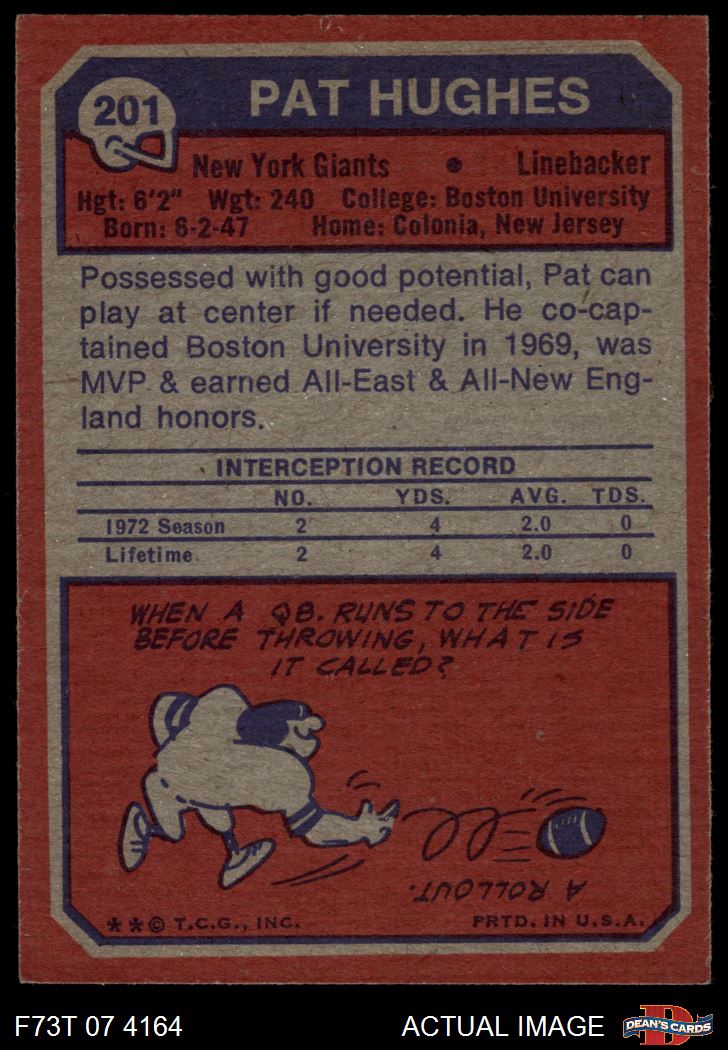 201
PAT HUGHES
New York Giants • Linebacker
Hgt: 6'2" Wgt: 240 College: Boston University
Born: 6-2-47 Home: Colonia, New Jersey
Possessed with good potential, Pat can
play at center if needed. He co-cap-
tained Boston University in 1969, was
MVP & earned All-East & All-New Eng-
land honors.
INTERCEPTION RECORD
NO. YDS. AVG. TDS.
1972 Season 2 4 2.0 0
Lifetime 2 4 2.0 0
WHEN A QB. RUNS TO THE SIDE
BEFORE THROWING, WHAT IS
IT CALLED?
A ROLLOUT.
* * © T.C.G., INC. PRTD. IN U.S.A.
F73T 07 4164 ACTUAL IMAGE
D
DEAN'S CARDS